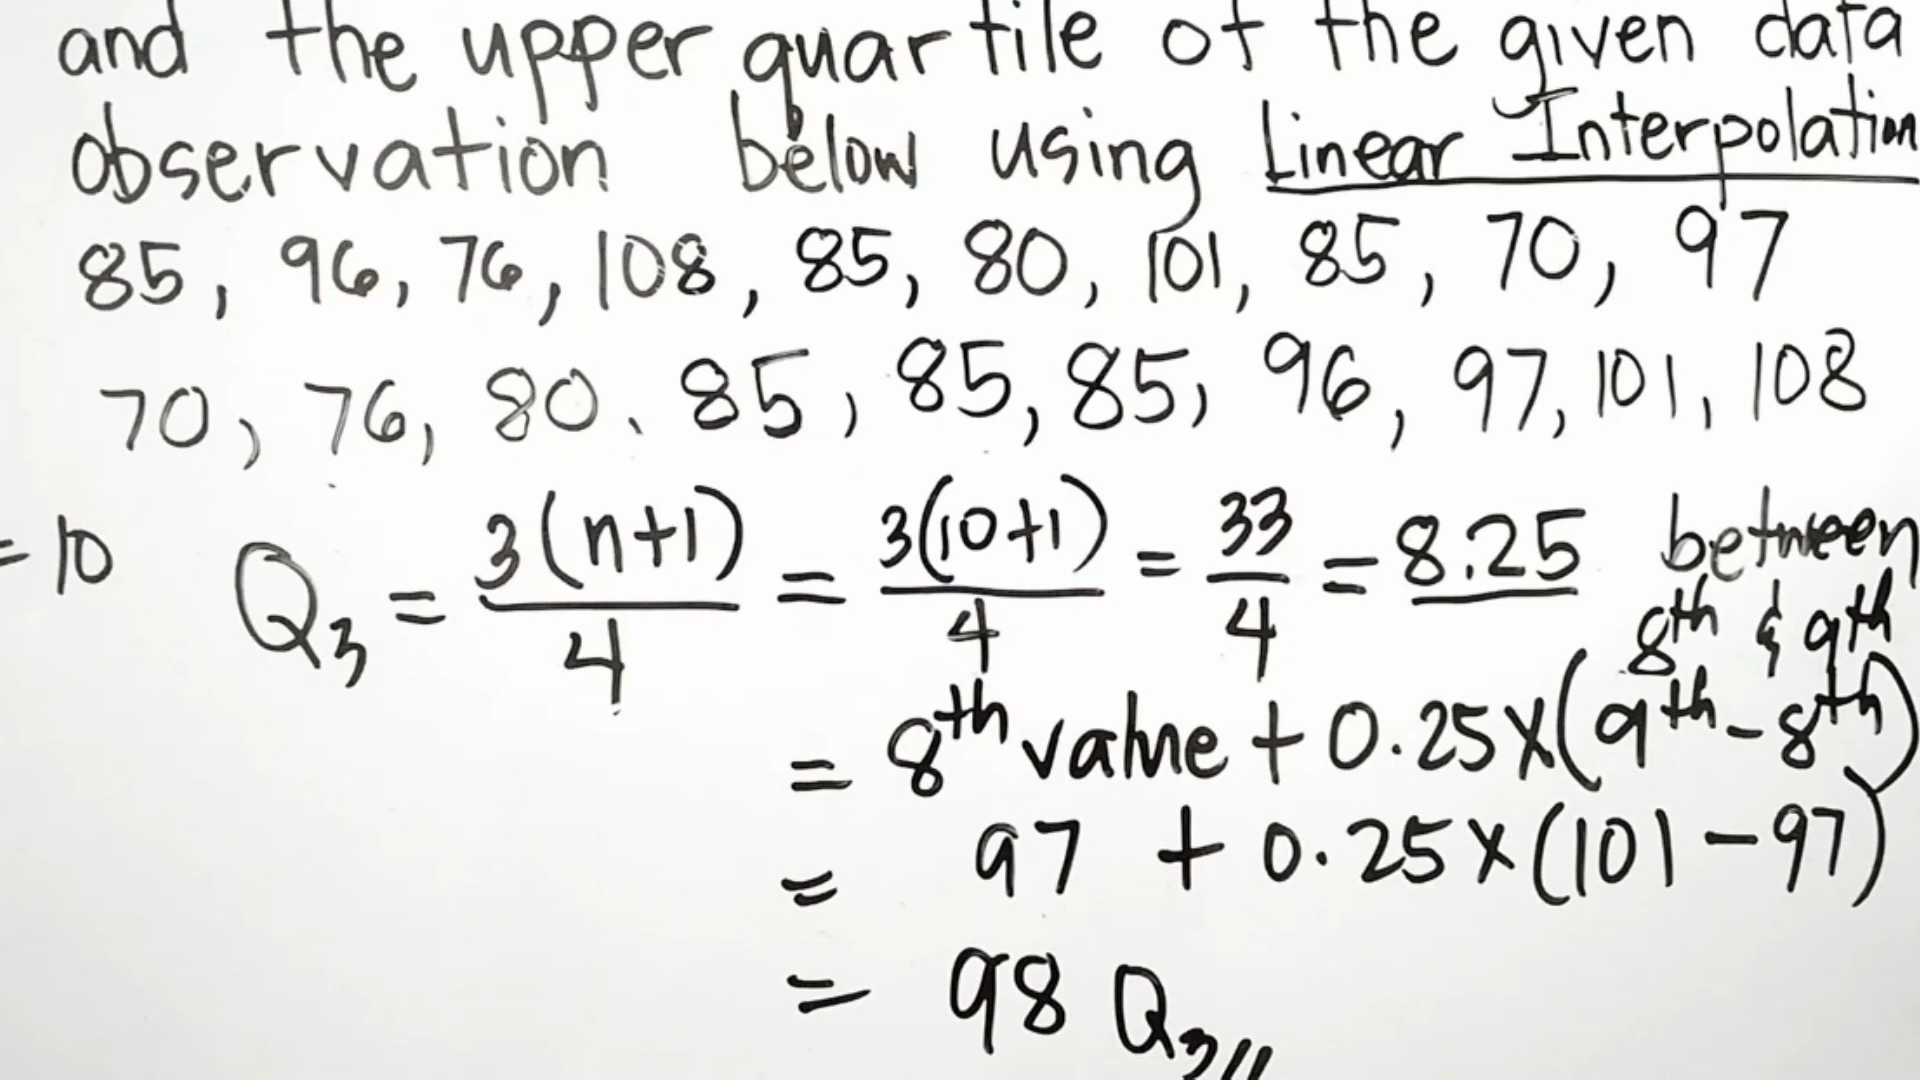 and the upper quartile of the given data
observation below using Linear Interpolation
85, 96, 76, 108, 85, 80, 101, 85, 70, 97
70, 76, 80, 85, 85, 85, 96, 97, 101, 108
= 10 Q₃ = 3(n+1)/4 = 3(10+1)/4 = 33/4 = 8.25 between
8th & 9th
= 8th value + 0.25 x (9th - 8th)
= 97 + 0.25 x (101 - 97)
= 98 Q₃//